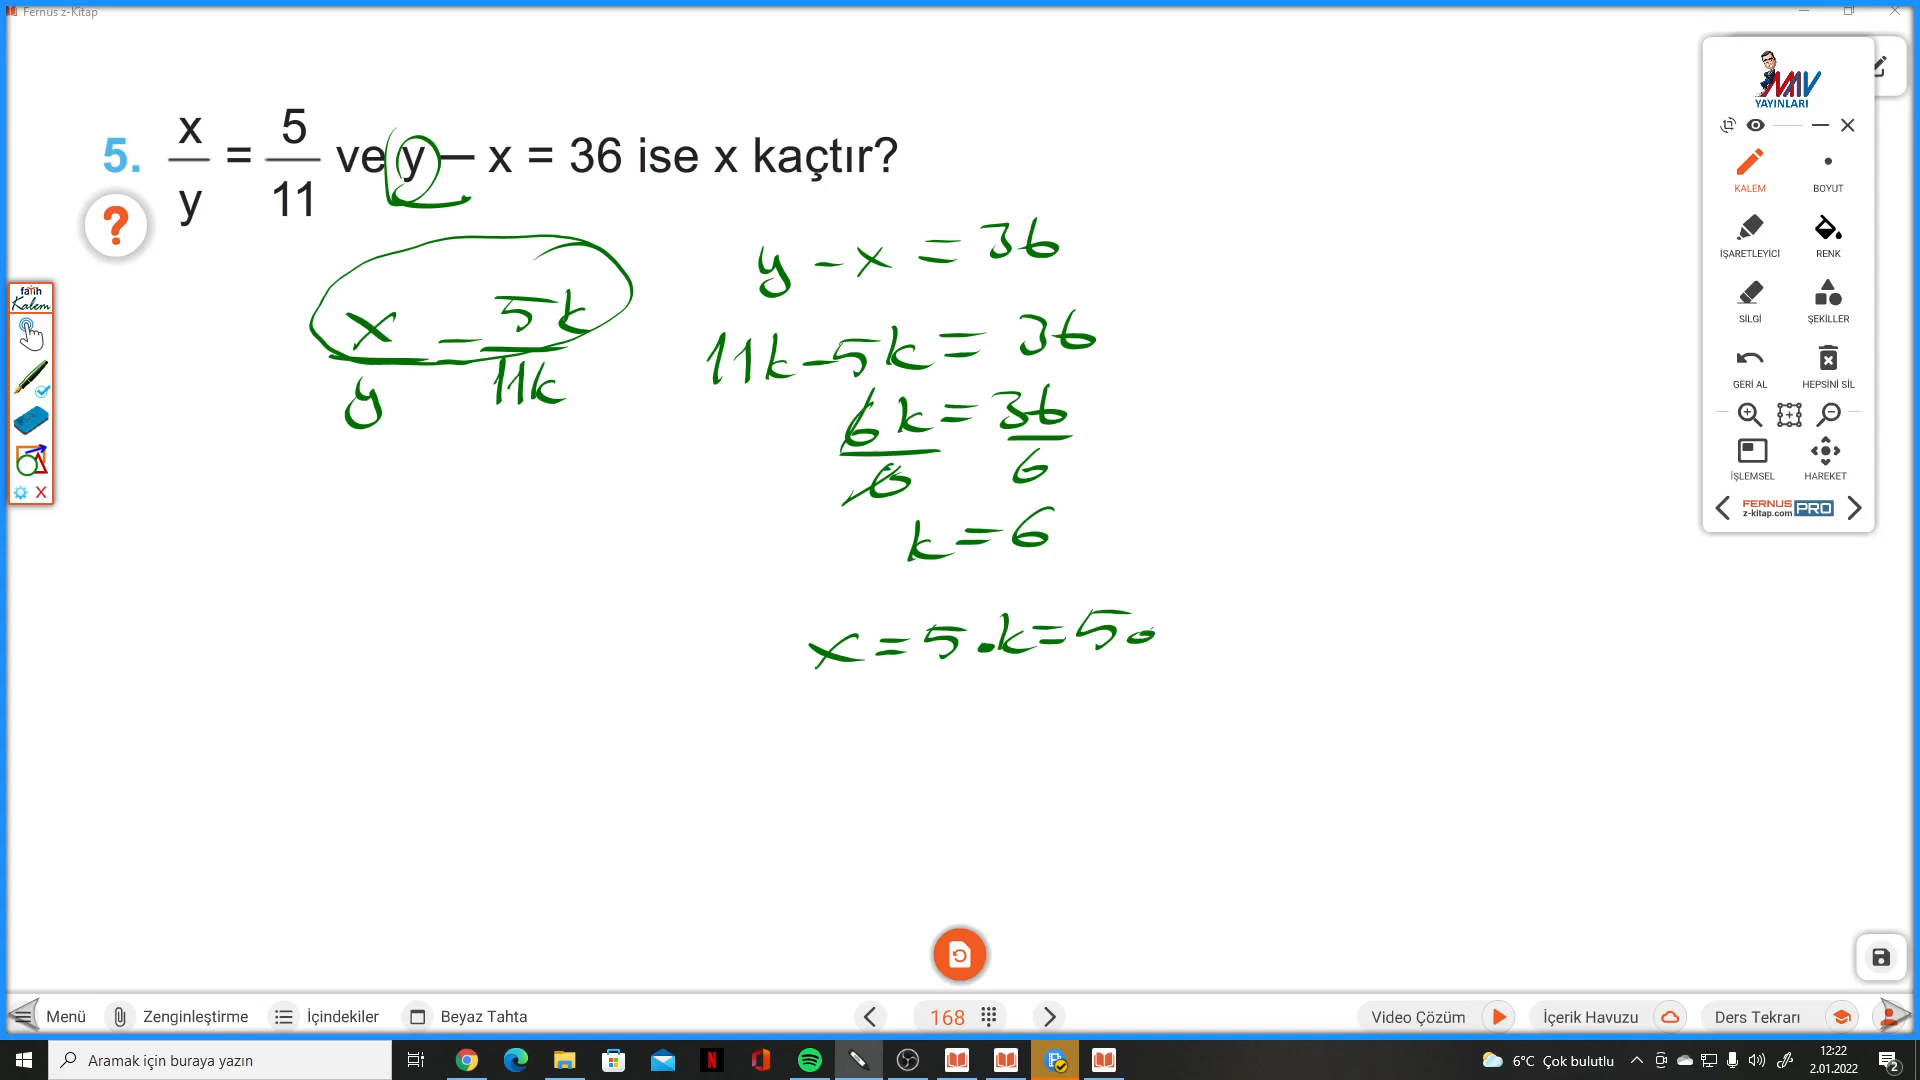 Fernus z-Kitap
5. x/y = 5/11 ve y – x = 36 ise x kaçtır?
?
x/y = 5k/11k
y - x = 36
11k - 5k = 36
6k/6 = 36/6
k = 6
x = 5.k = 5.
fatih
Kalem
X
MAV
YAYINLARI
KALEM
BOYUT
İŞARETLEYİCİ
RENK
SİLGİ
ŞEKİLLER
GERİ AL
HEPSİNİ SİL
İŞLEMSEL
HAREKET
FERNUS
z-kitap.com
PRO
Menü
Zenginleştirme
İçindekiler
Beyaz Tahta
168
Video Çözüm
İçerik Havuzu
Ders Tekrarı
Aramak için buraya yazın
6°C Çok bulutlu
12:22
2.01.2022
2